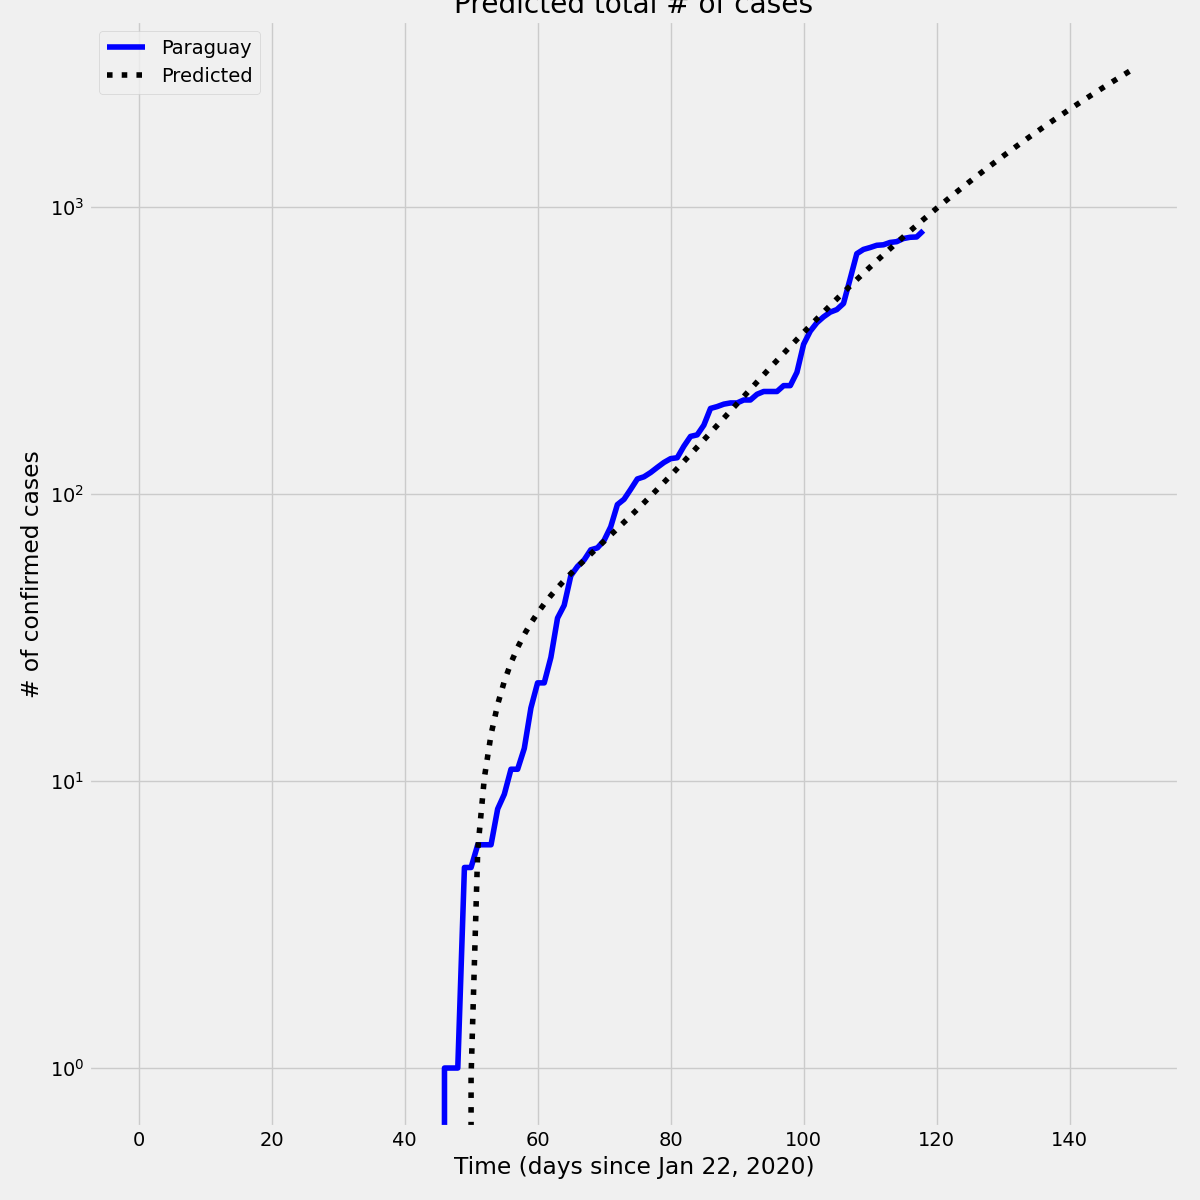 Predicted total # of cases
Paraguay
Predicted
10³
10²
10¹
10⁰
# of confirmed cases
0 20 40 60 80 100 120 140
Time (days since Jan 22, 2020)